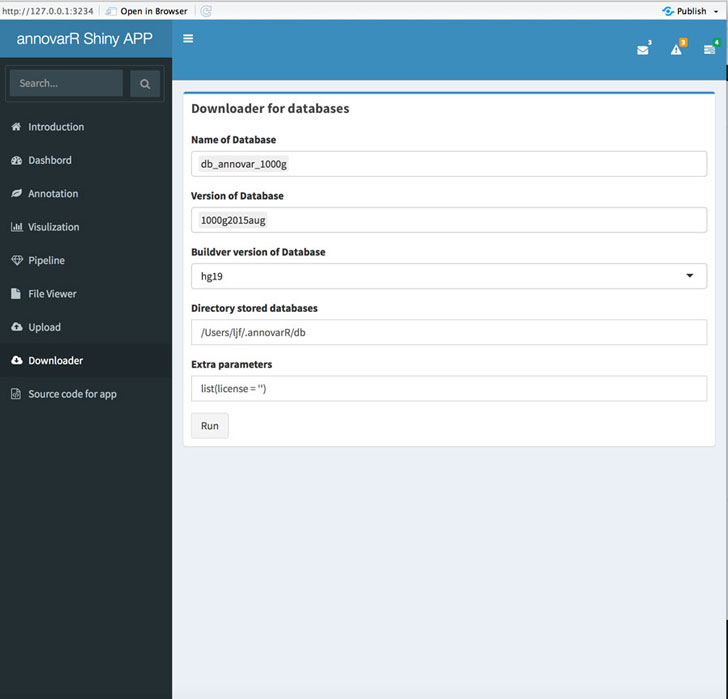 http://127.0.0.1:3234 Open in Browser Publish
annovarR Shiny APP
3 3 4
Search...
Introduction
Dashbord
Annotation
Visulization
Pipeline
File Viewer
Upload
Downloader
Source code for app
Downloader for databases
Name of Database
db_annovar_1000g
Version of Database
1000g2015aug
Buildver version of Database
hg19
Directory stored databases
/Users/ljf/.annovarR/db
Extra parameters
list(license = '')
Run